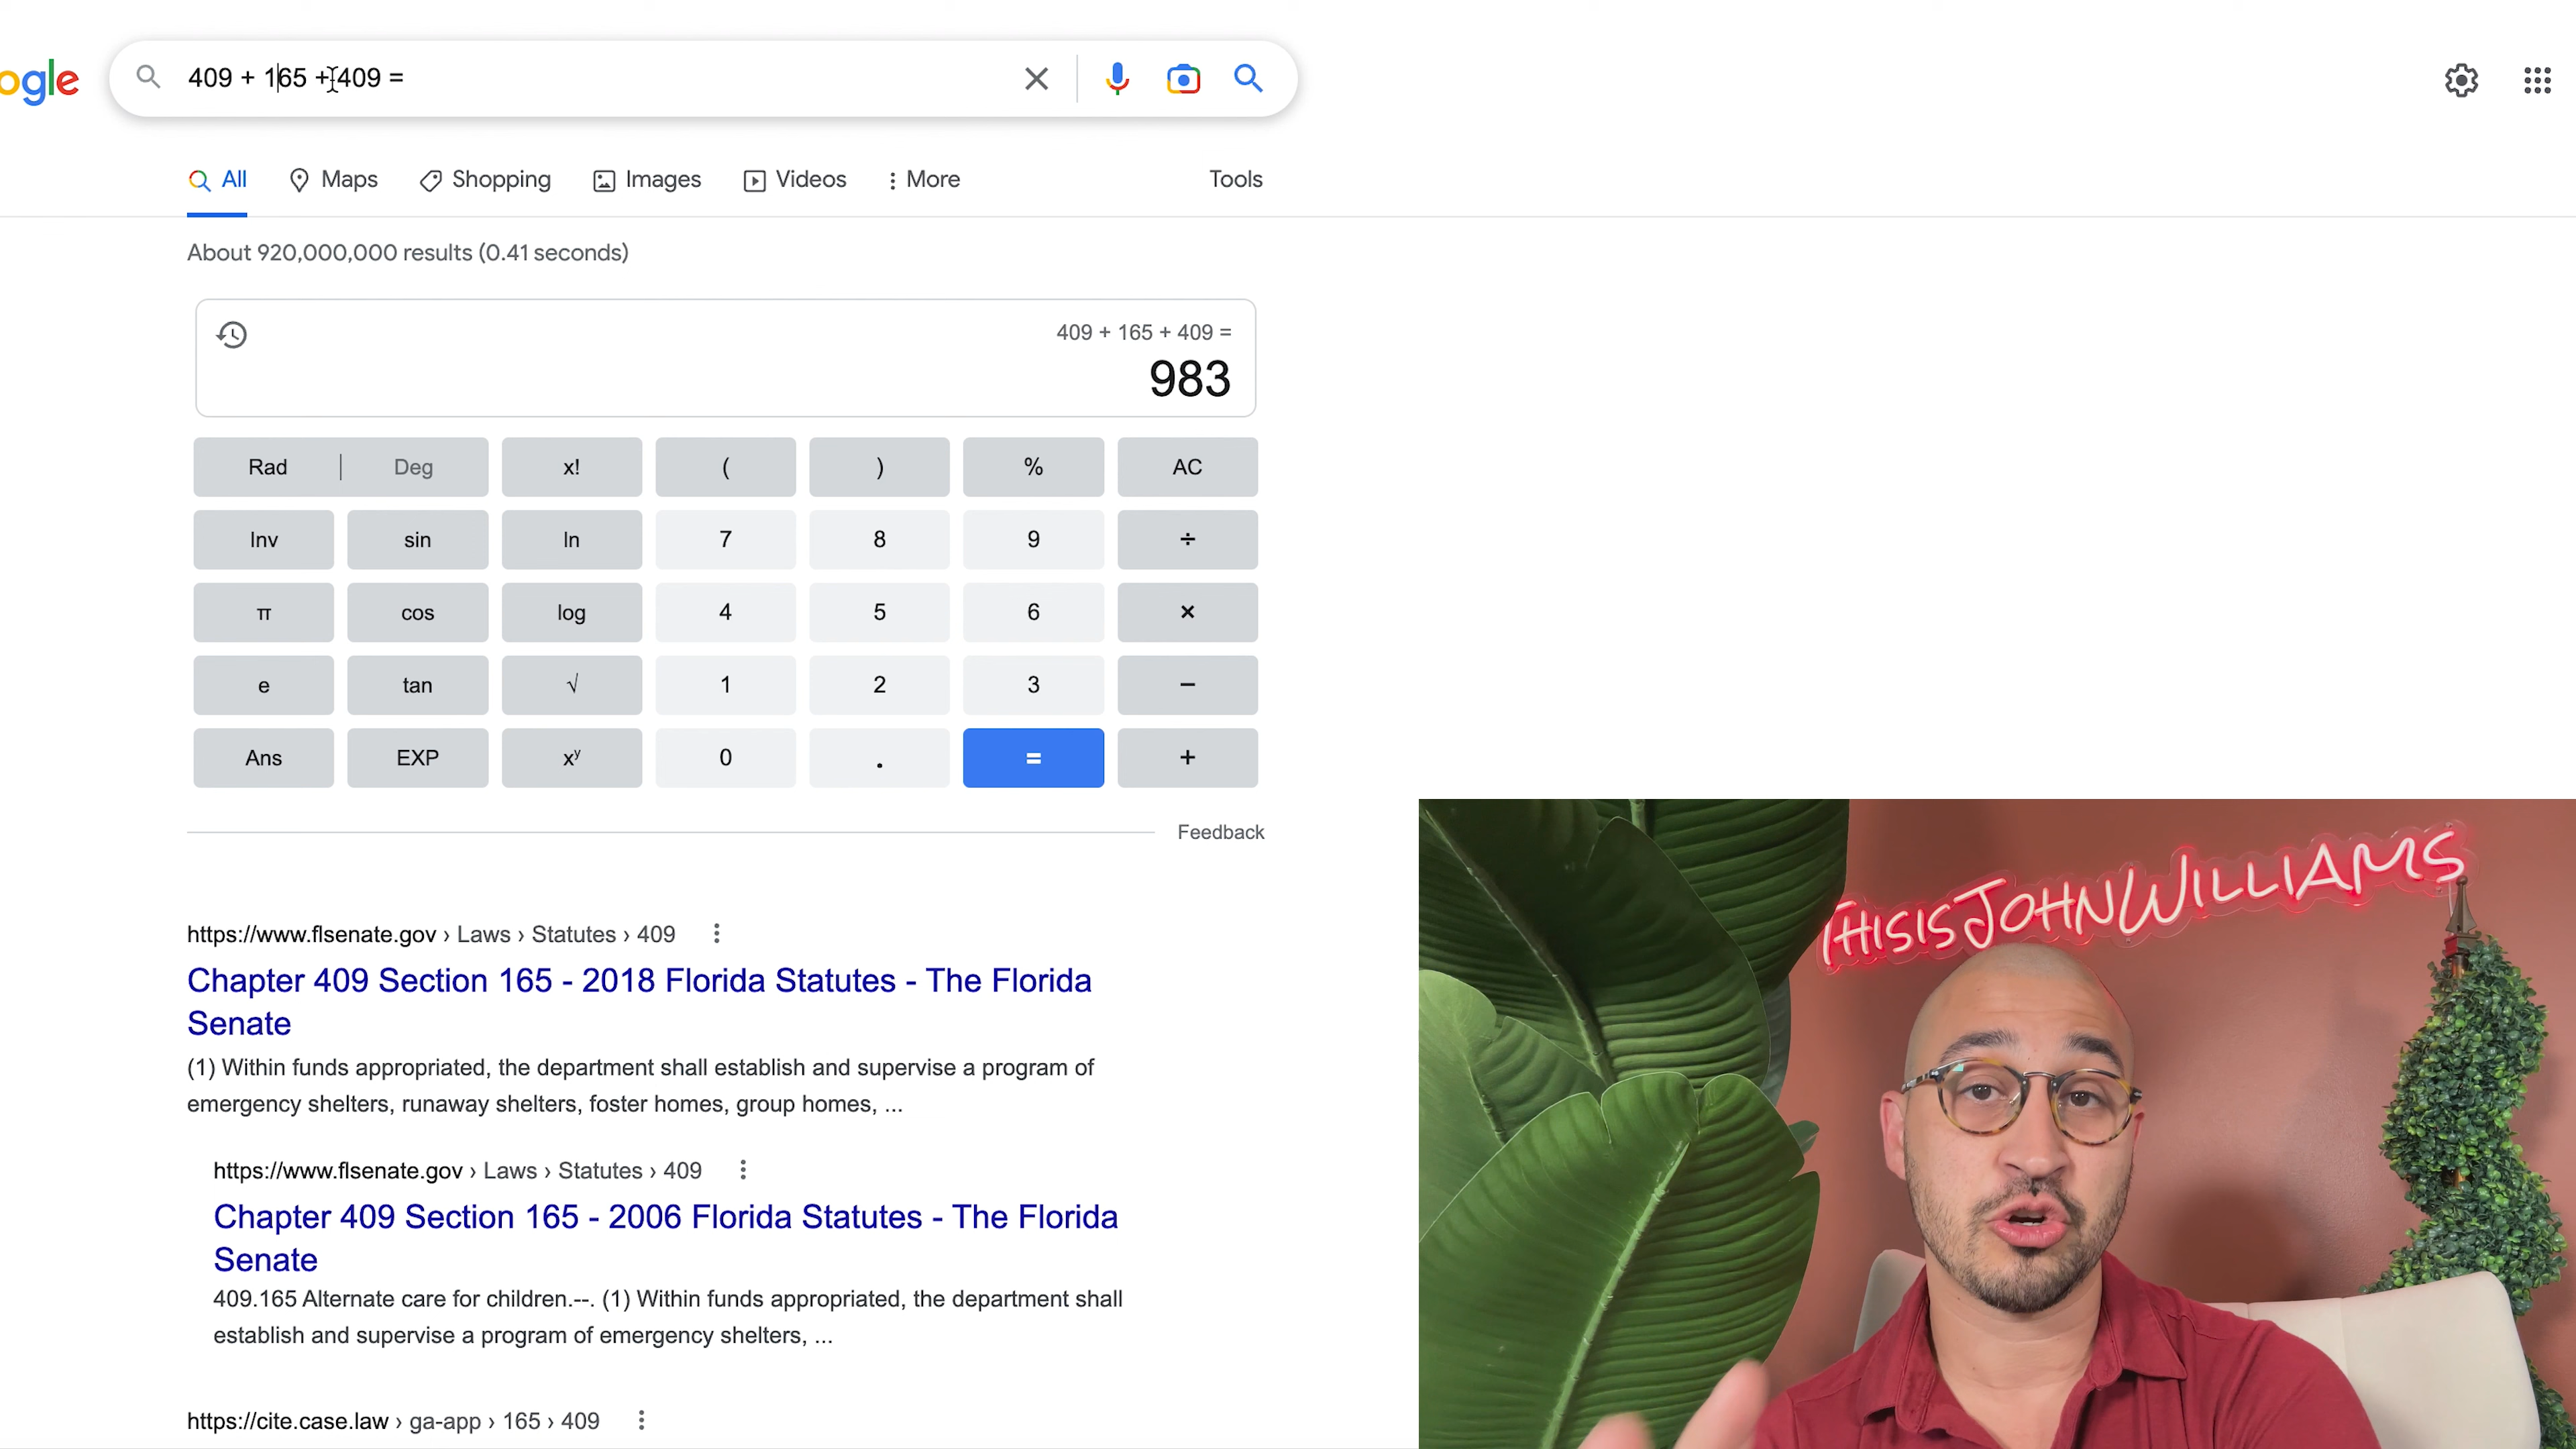 ogle
409 + 165 + 409 =
All Maps Shopping Images Videos More Tools
About 920,000,000 results (0.41 seconds)
409 + 165 + 409 =
983
Rad | Deg x! ( ) % AC
Inv sin ln 7 8 9 ÷
π cos log 4 5 6 ×
e tan √ 1 2 3 −
Ans EXP xʸ 0 . = +
Feedback
https://www.flsenate.gov › Laws › Statutes › 409
Chapter 409 Section 165 - 2018 Florida Statutes - The Florida
Senate
(1) Within funds appropriated, the department shall establish and supervise a program of
emergency shelters, runaway shelters, foster homes, group homes, ...
https://www.flsenate.gov › Laws › Statutes › 409
Chapter 409 Section 165 - 2006 Florida Statutes - The Florida
Senate
409.165 Alternate care for children.--. (1) Within funds appropriated, the department shall
establish and supervise a program of emergency shelters, ...
https://cite.case.law › ga-app › 165 › 409
THISISJOHNWILLIAMS